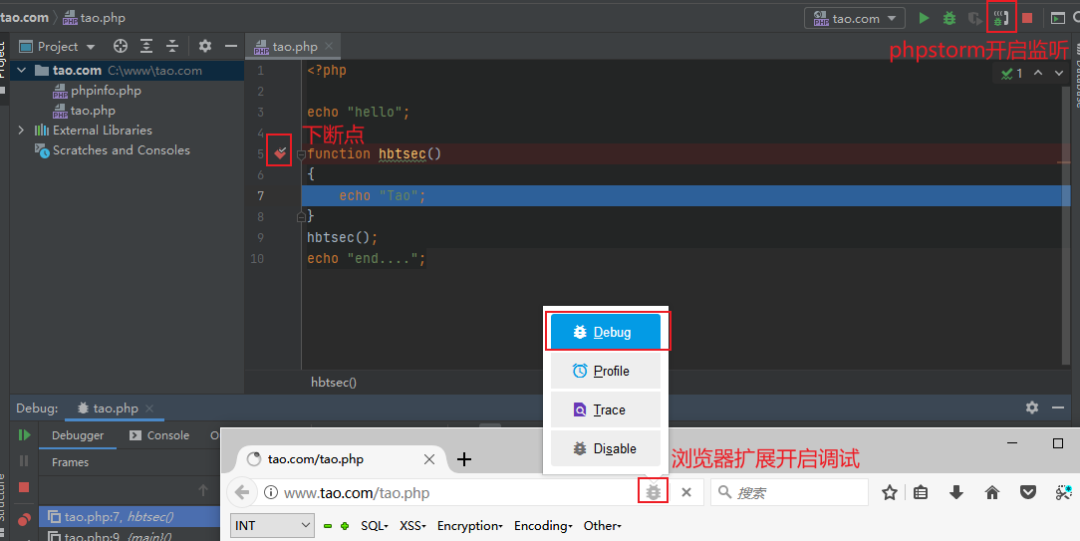 tao.com tao.php
tao.com
phpstorm开启监听
Project
Project
tao.php
tao.com C:\www\tao.com
phpinfo.php
tao.php
External Libraries
Scratches and Consoles
1 <?php
2
3 echo "hello";
4
下断点
5 function hbtsec()
6 {
7 echo "Tao";
8 }
9 hbtsec();
10 echo "end....";
1
hbtsec()
Debug
Profile
Trace
Disable
Debug: tao.php
Debugger Console
Frames
tao.php:7, hbtsec()
tao.php:9, {main}()
浏览器扩展开启调试
tao.com/tao.php
www.tao.com/tao.php
搜索
INT SQL XSS Encryption Encoding Other